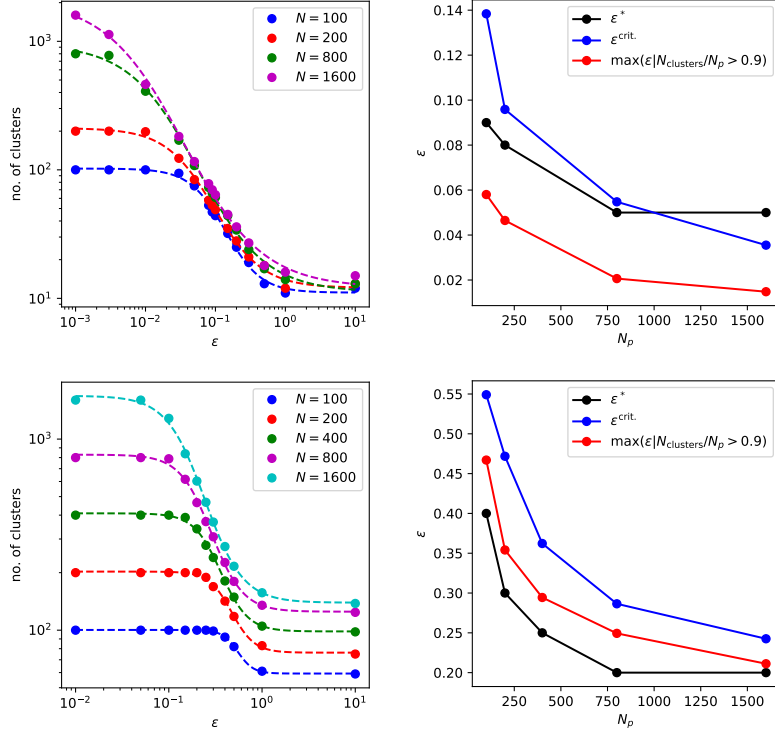 no. of clusters
10³
10²
10¹
N = 100
N = 200
N = 800
N = 1600
10⁻³ 10⁻² 10⁻¹ 10⁰ 10¹
ε
ε
0.14
0.12
0.10
0.08
0.06
0.04
0.02
ε*
ε^crit.
max(ε|N_clusters/N_p > 0.9)
250 500 750 1000 1250 1500
N_p
no. of clusters
10³
10²
N = 100
N = 200
N = 400
N = 800
N = 1600
10⁻² 10⁻¹ 10⁰ 10¹
ε
ε
0.55
0.50
0.45
0.40
0.35
0.30
0.25
0.20
ε*
ε^crit.
max(ε|N_clusters/N_p > 0.9)
250 500 750 1000 1250 1500
N_p